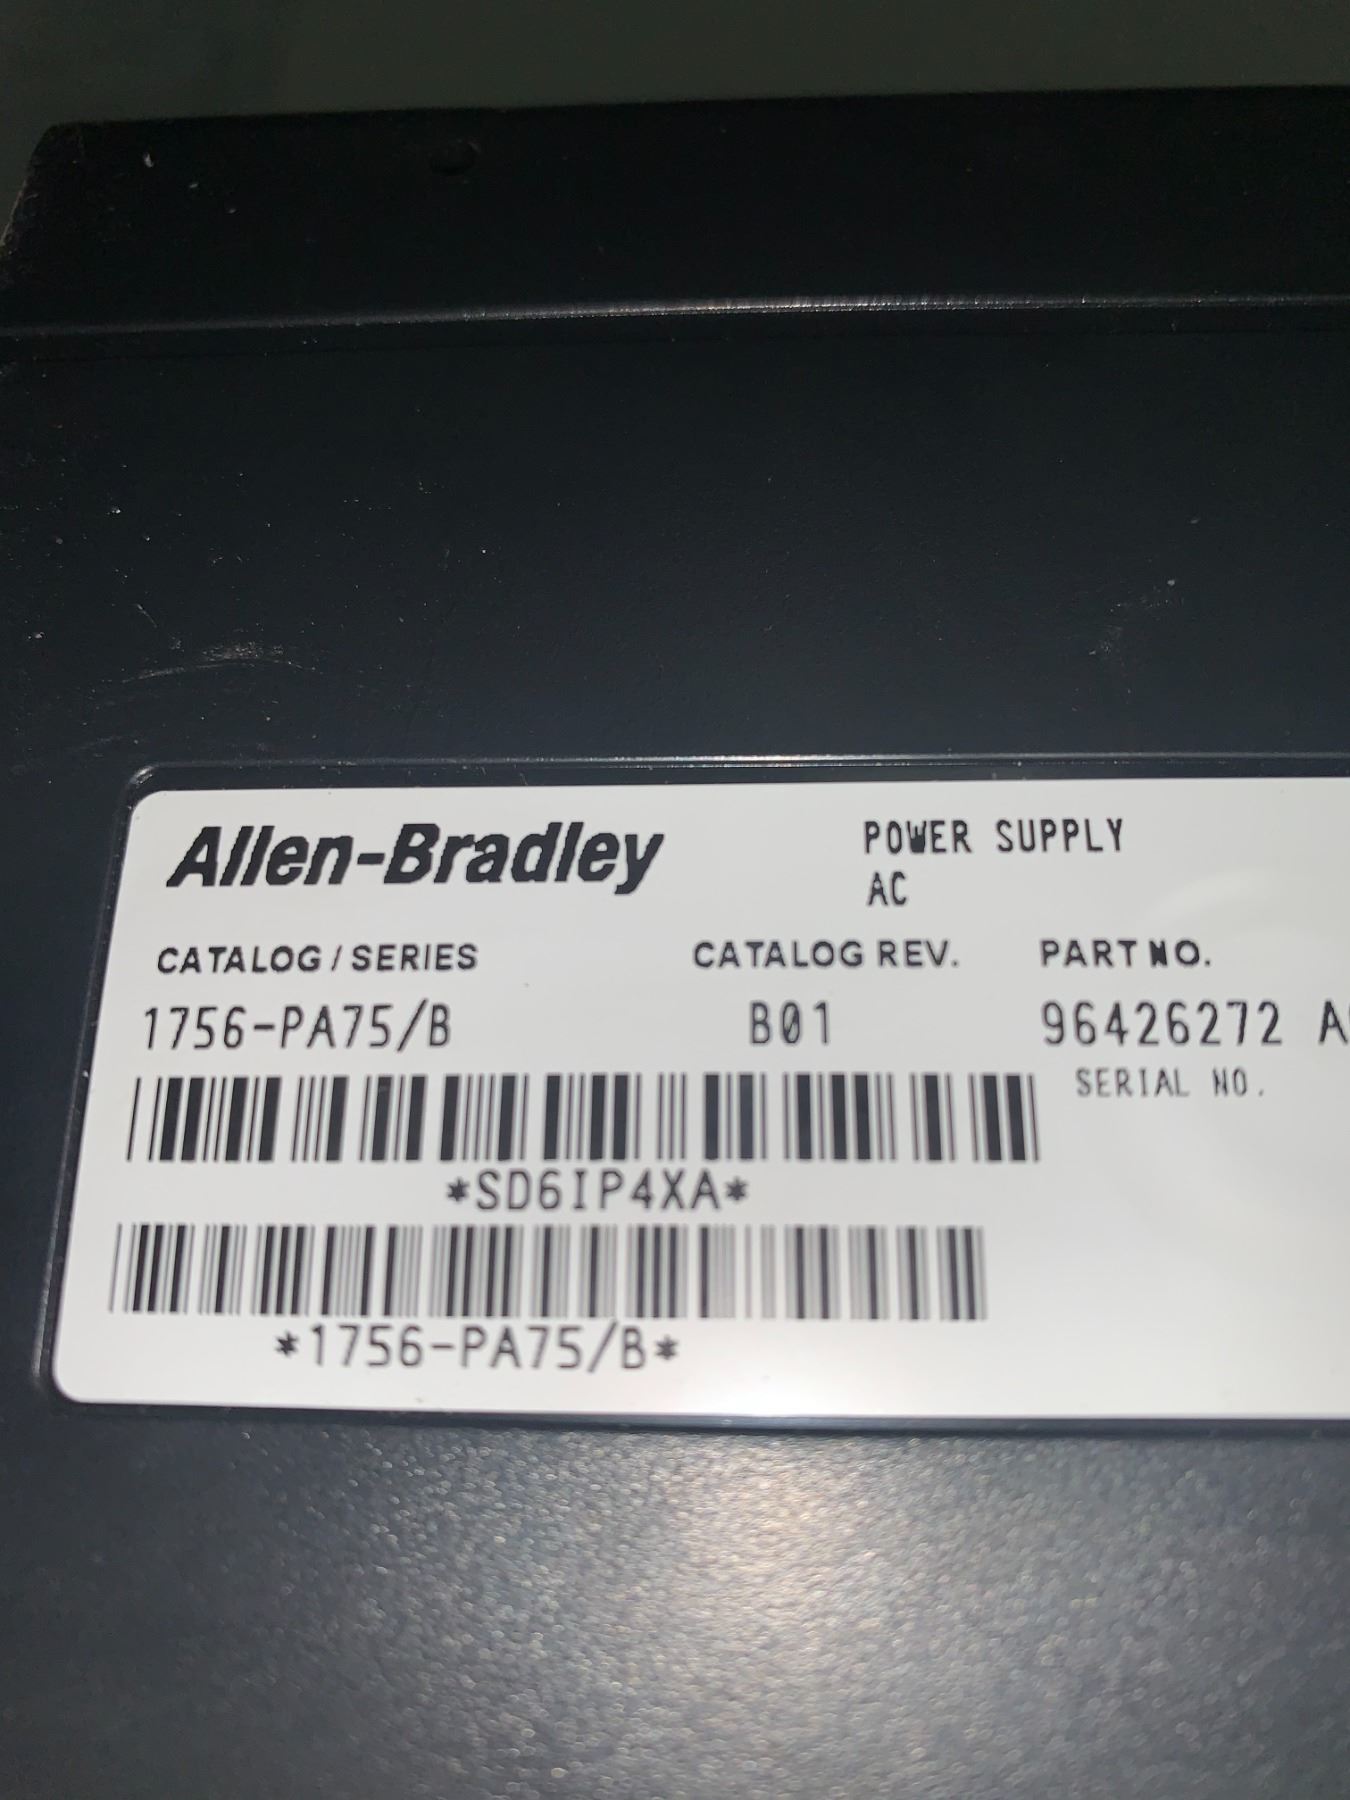 Allen-Bradley
POWER SUPPLY
AC
CATALOG / SERIES CATALOG REV. PART NO.
1756-PA75/B B01 96426272
SERIAL NO.
*SD6IP4XA*
*1756-PA75/B*